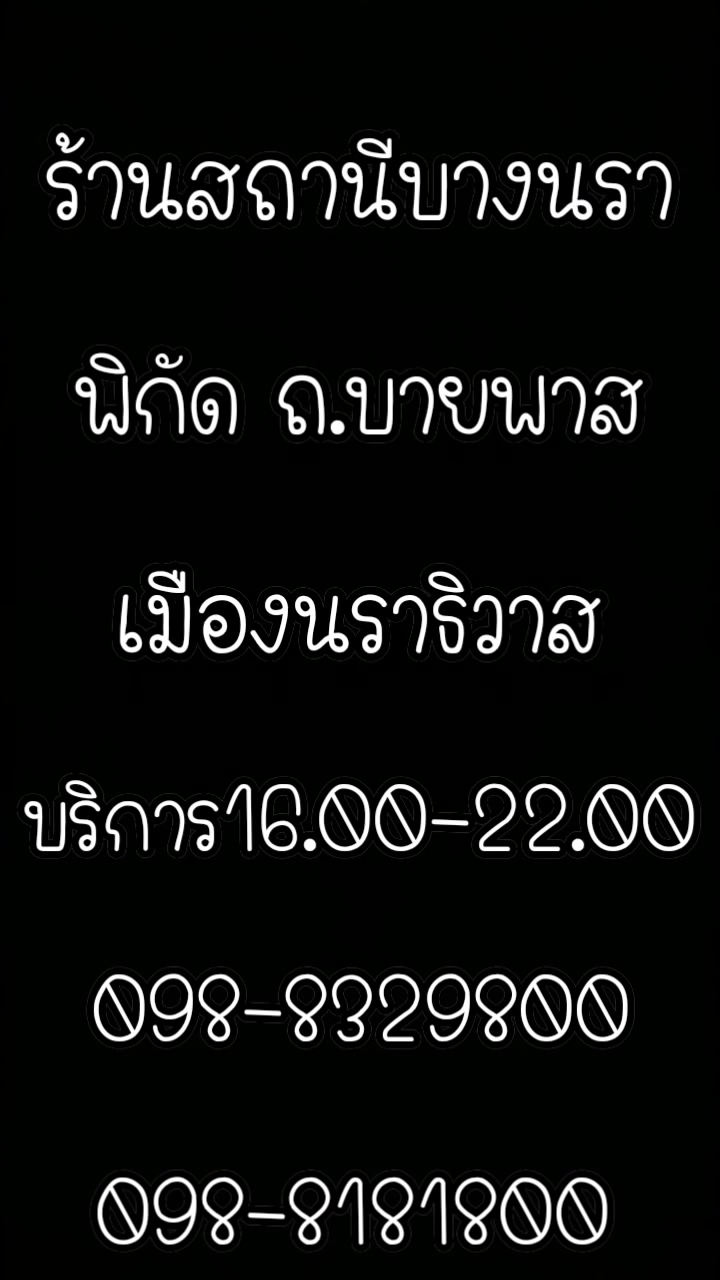 ร้านสถานีบางนรา
พิกัด ถ.บายพาส
เมืองนราธิวาส
บริการ16.00-22.00
098-8329800
098-8181800